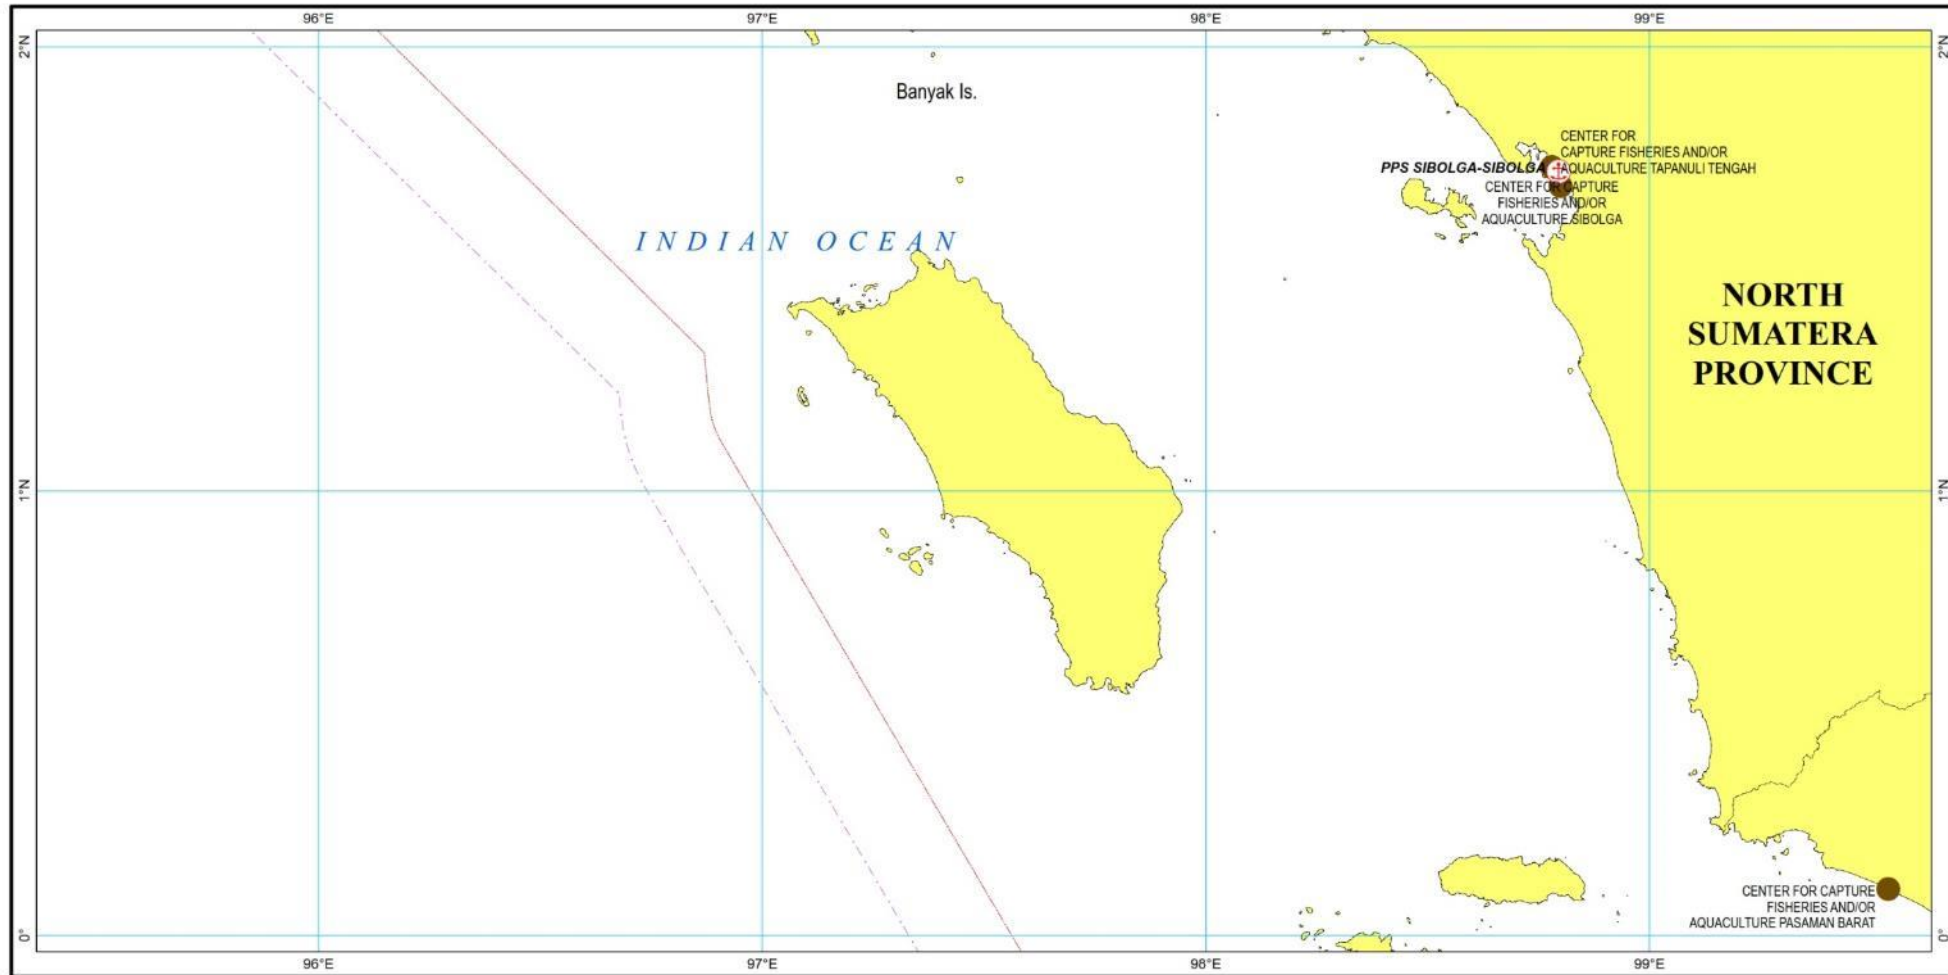 96°E
97°E
98°E
99°E
2°N
2°N
Banyak Is.
CENTER FOR
CAPTURE FISHERIES AND/OR
AQUACULTURE TAPANULI TENGAH
PPS SIBOLGA-SIBOLGA
CENTER FOR CAPTURE
FISHERIES AND/OR
AQUACULTURE SIBOLGA
INDIAN OCEAN
NORTH
SUMATERA
PROVINCE
1°N
1°N
CENTER FOR CAPTURE
FISHERIES AND/OR
AQUACULTURE PASAMAN BARAT
0°
0°
96°E
97°E
98°E
99°E